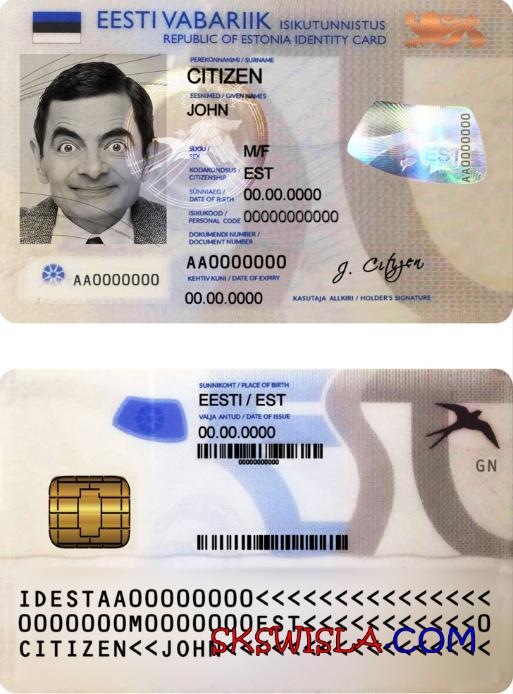 EESTI VABARIIK ISIKUTUNNISTUS
REPUBLIC OF ESTONIA IDENTITY CARD
PEREKONNANIMI / SURNAME
CITIZEN
EESNIMED / GIVEN NAMES
JOHN
SUGU / SEX M/F
KODAKONDSUS / CITIZENSHIP EST
SÜNNIAEG / DATE OF BIRTH 00.00.0000
ISIKUKOOD / PERSONAL CODE 00000000000
DOKUMENDI NUMBER / DOCUMENT NUMBER
AA0000000
KEHTIV KUNI / DATE OF EXPIRY
00.00.0000
AA0000000
EST
AA0000000
J. Cityzen
KASUTAJA ALLKIRI / HOLDER'S SIGNATURE
SÜNNIKOHT / PLACE OF BIRTH
EESTI / EST
VÄLJA ANTUD / DATE OF ISSUE
00.00.0000
00000000000
GN
IDESTAA00000000<<<<<<<<<<<<<<<
0000000M0000000EST<<<<<<<<<<<0
CITIZEN<<JOHN<<<<<<<<<<<<<<<<<
SKSWISLA.COM